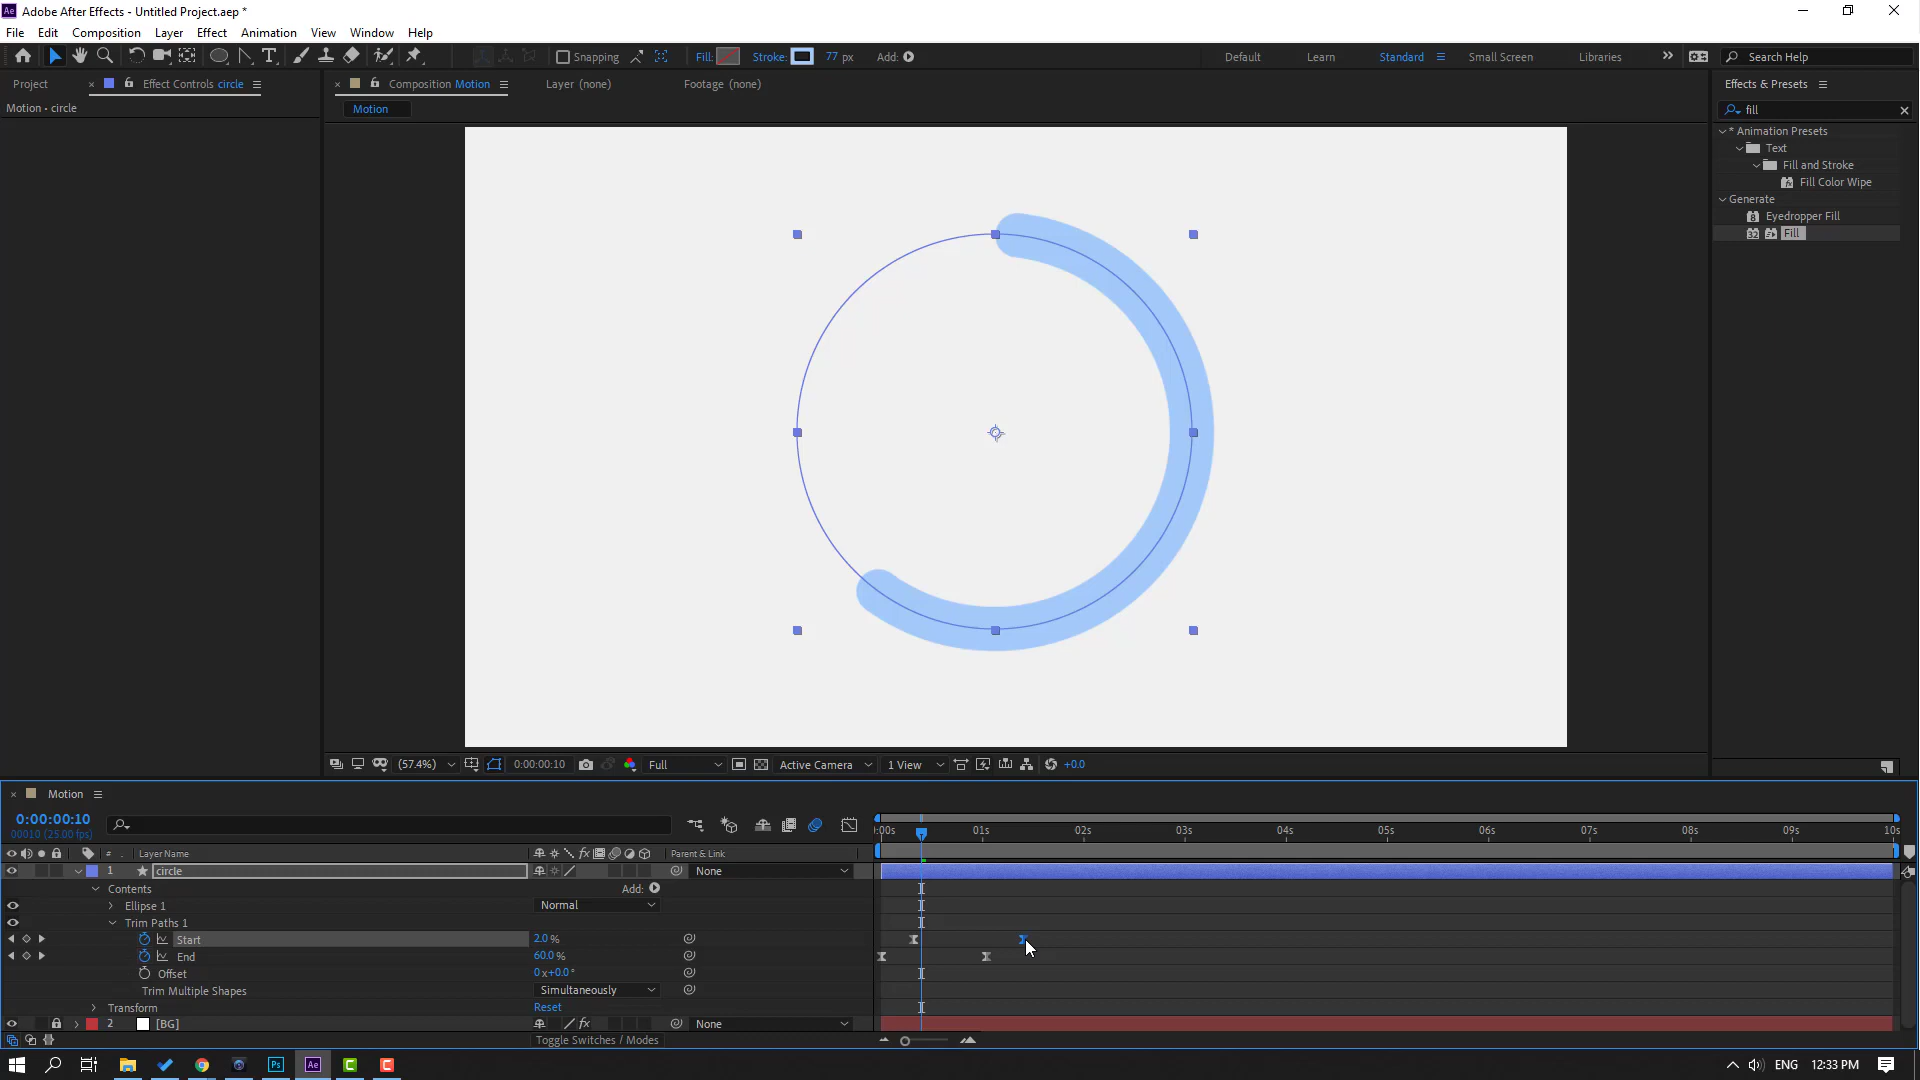 Adobe After Effects - Untitled Project.aep *
File Edit Composition Layer Effect Animation View Window Help
Snapping Fill: Stroke: 77 px Add: Default Learn Standard Small Screen Libraries Search Help
Project Effect Controls circle Composition Motion Layer (none) Footage (none) Effects & Presets
Motion • circle
Motion
fill
* Animation Presets
Text
Fill and Stroke
Fill Color Wipe
Generate
Eyedropper Fill
Fill
(57.4%) 0:00:00:10 Full Active Camera 1 View +0.0
Motion
0:00:00:10
00010 (25.00 fps)
:00s 01s 02s 03s 04s 05s 06s 07s 08s 09s 10s
# Layer Name Parent & Link
1 circle None
Contents Add:
Ellipse 1 Normal
Trim Paths 1
Start 2.0 %
End 60.0 %
Offset 0x+0.0°
Trim Multiple Shapes Simultaneously
Transform Reset
2 [BG] None
Toggle Switches / Modes
Ps Ae C C ENG 12:33 PM